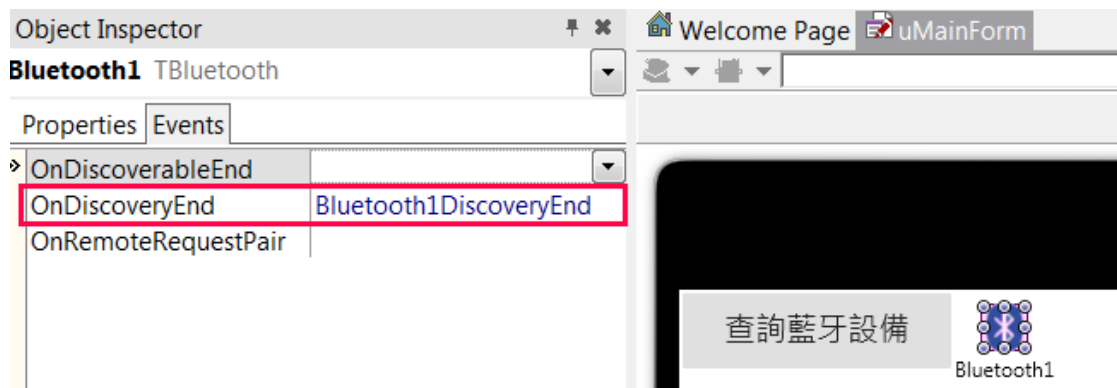 Object Inspector
Bluetooth1 TBluetooth
Properties Events
OnDiscoverableEnd
OnDiscoveryEnd Bluetooth1DiscoveryEnd
OnRemoteRequestPair
Welcome Page uMainForm
查詢藍牙設備
Bluetooth1